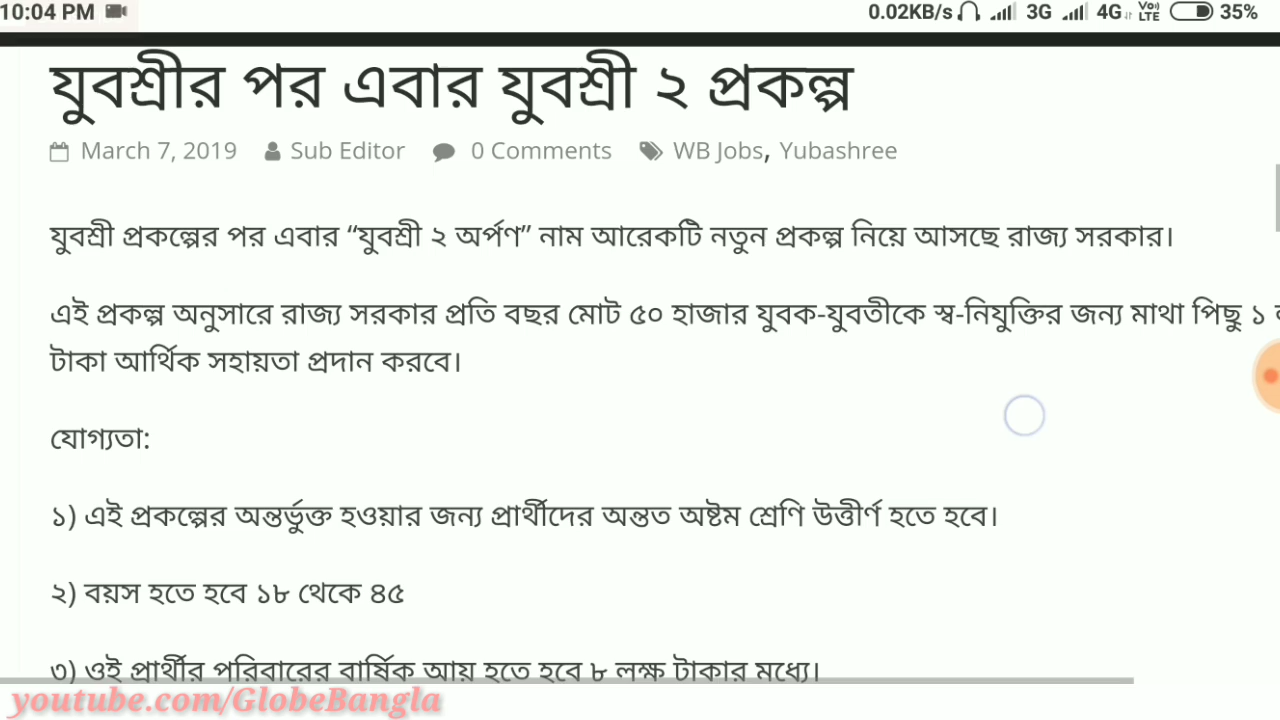 10:04 PM 0.02KB/s 3G 4G VoLTE 35%
যুবশ্রীর পর এবার যুবশ্রী ২ প্রকল্প
March 7, 2019 Sub Editor 0 Comments WB Jobs, Yubashree
যুবশ্রী প্রকল্পের পর এবার “যুবশ্রী ২ অর্পণ” নাম আরেকটি নতুন প্রকল্প নিয়ে আসছে রাজ্য সরকার।
এই প্রকল্প অনুসারে রাজ্য সরকার প্রতি বছর মোট ৫০ হাজার যুবক-যুবতীকে স্ব-নিযুক্তির জন্য মাথা পিছু ১
টাকা আর্থিক সহায়তা প্রদান করবে।
যোগ্যতা:
১) এই প্রকল্পের অন্তর্ভুক্ত হওয়ার জন্য প্রার্থীদের অন্তত অষ্টম শ্রেণি উত্তীর্ণ হতে হবে।
২) বয়স হতে হবে ১৮ থেকে ৪৫
৩) ওই প্রার্থীর পরিবারের বার্ষিক আয় হতে হবে ৮ লক্ষ টাকার মধ্যে।
youtube.com/GlobeBangla